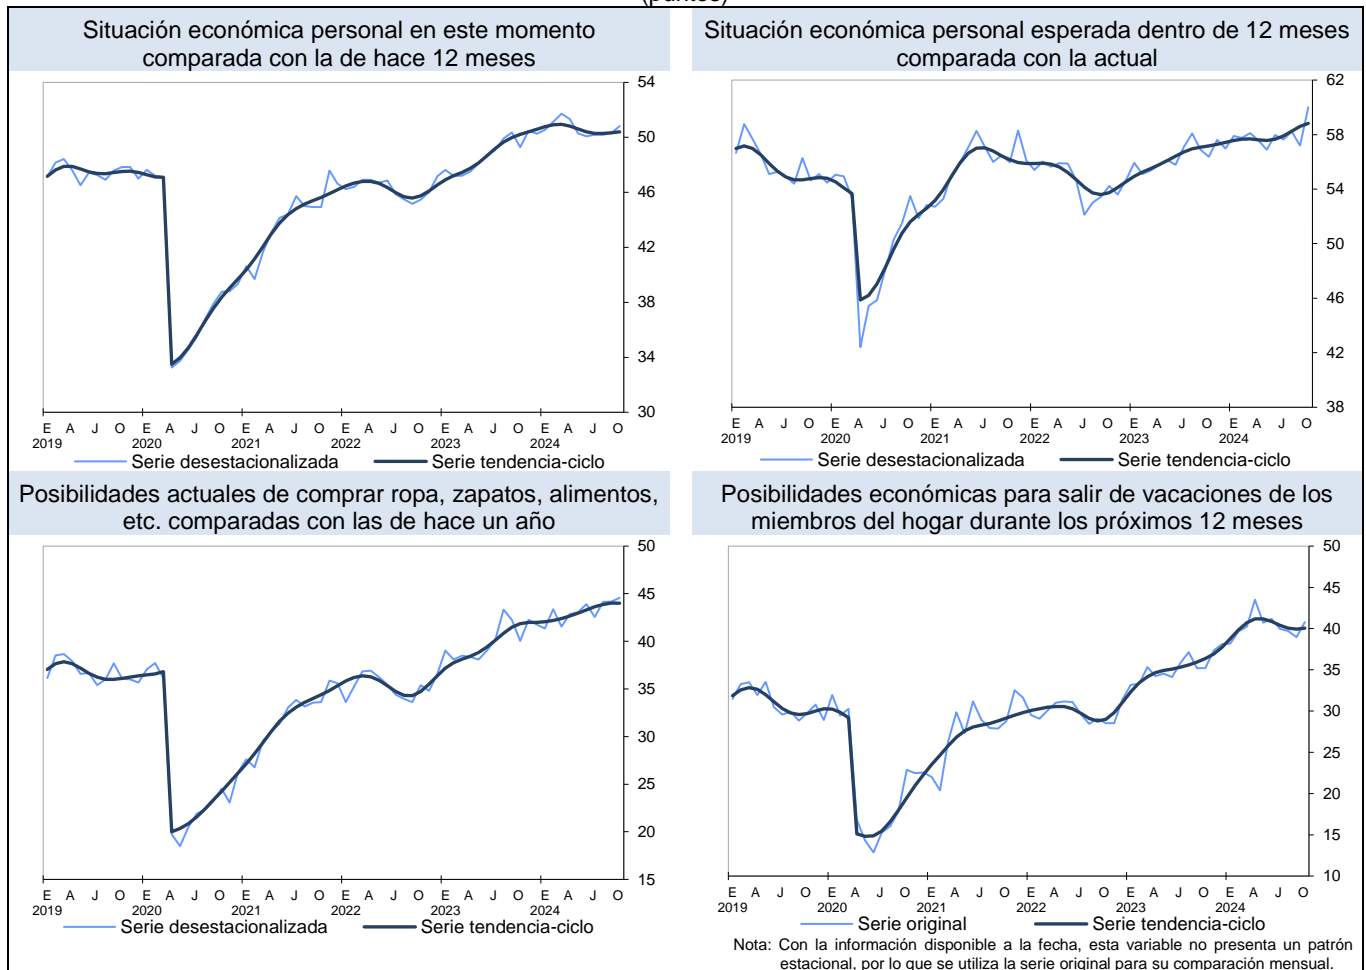 (puntos)
Situación económica personal en este momento
comparada con la de hace 12 meses
54
50
46
42
38
34
30
E A J O E A J O E A J O E A J O E A J O E A J O
2019 2020 2021 2022 2023 2024
Serie desestacionalizada Serie tendencia-ciclo
Situación económica personal esperada dentro de 12 meses
comparada con la actual
62
58
54
50
46
42
38
E A J O E A J O E A J O E A J O E A J O E A J O
2019 2020 2021 2022 2023 2024
Serie desestacionalizada Serie tendencia-ciclo
Posibilidades actuales de comprar ropa, zapatos, alimentos,
etc. comparadas con las de hace un año
50
45
40
35
30
25
20
15
E A J O E A J O E A J O E A J O E A J O E A J O
2019 2020 2021 2022 2023 2024
Serie desestacionalizada Serie tendencia-ciclo
Posibilidades económicas para salir de vacaciones de los
miembros del hogar durante los próximos 12 meses
50
45
40
35
30
25
20
15
10
E A J O E A J O E A J O E A J O E A J O E A J O
2019 2020 2021 2022 2023 2024
Serie original Serie tendencia-ciclo
Nota: Con la información disponible a la fecha, esta variable no presenta un patrón
estacional, por lo que se utiliza la serie original para su comparación mensual.